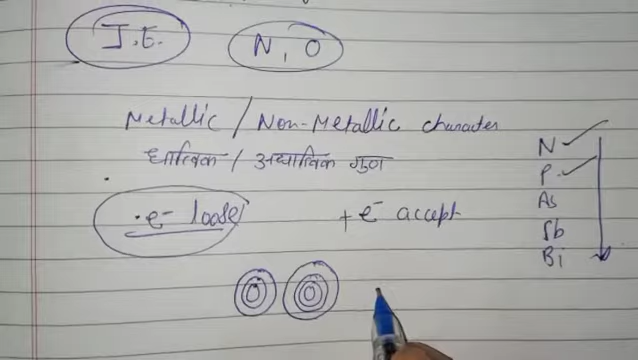 I.E. N, O
Metallic / Non-Metallic character
धात्विक / अधात्विक गुण
•e- loose + e- accept
N
P
As
Sb
Bi